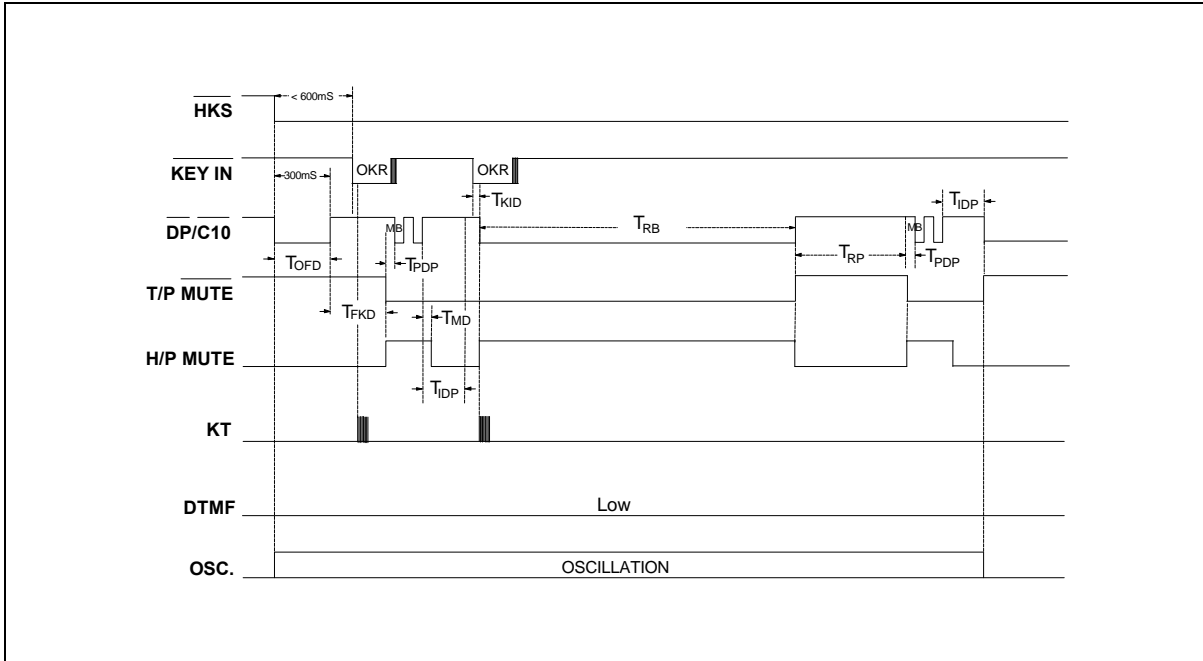 HKS
< 600mS
KEY IN
OKR
OKR
300mS
TKID
TIDP
DP/C10
MB
TRB
MB
TOFD
TPDP
TRP
TPDP
T/P MUTE
TFKD
TMD
H/P MUTE
TIDP
KT
DTMF
Low
OSC.
OSCILLATION